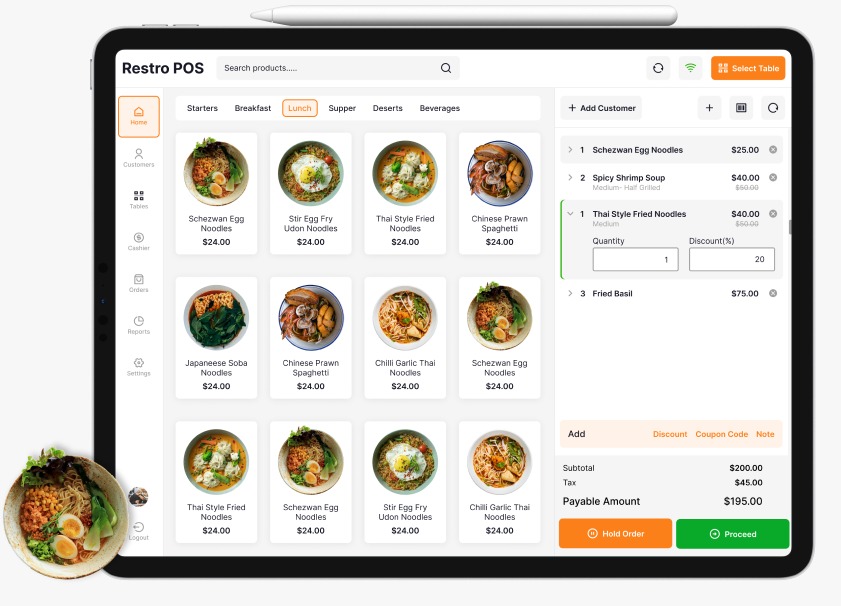 Restro POS
Search products.....
Select Table
Home
Customers
Tables
Cashier
Orders
Reports
Settings
Logout
Starters Breakfast Lunch Supper Deserts Beverages
Schezwan Egg
Noodles
$24.00
Stir Egg Fry
Udon Noodles
$24.00
Thai Style Fried
Noodles
$24.00
Chinese Prawn
Spaghetti
$24.00
Japaneese Soba
Noodles
$24.00
Chinese Prawn
Spaghetti
$24.00
Chilli Garlic Thai
Noodles
$24.00
Schezwan Egg
Noodles
$24.00
Thai Style Fried
Noodles
$24.00
Schezwan Egg
Noodles
$24.00
Stir Egg Fry
Udon Noodles
$24.00
Chilli Garlic Thai
Noodles
$24.00
+ Add Customer
1 Schezwan Egg Noodles $25.00
2 Spicy Shrimp Soup $40.00
Medium- Half Grilled $50.00
1 Thai Style Fried Noodles $40.00
Medium $50.00
Quantity Discount(%)
1 20
3 Fried Basil $75.00
Add Discount Coupon Code Note
Subtotal $200.00
Tax $45.00
Payable Amount $195.00
Hold Order Proceed